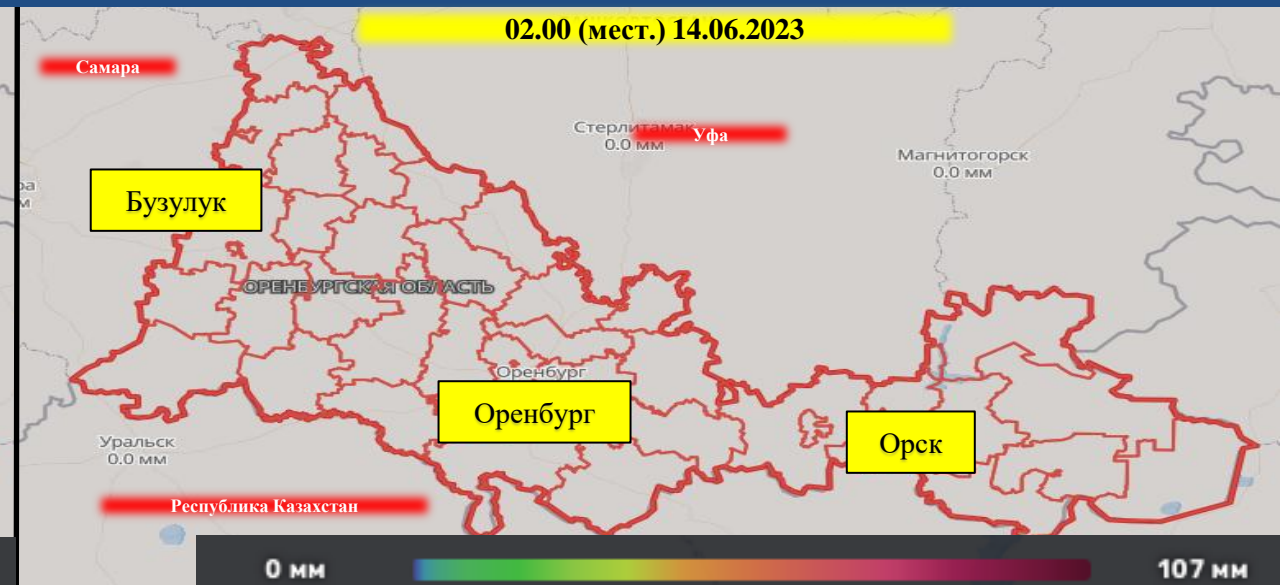 02.00 (мест.) 14.06.2023
Самара
Стерлитамак
0.0 мм
Уфа
Магнитогорск
0.0 мм
Бузулук
ОРЕНБУРГСКАЯ ОБЛАСТЬ
Оренбург
Оренбург
Орск
Уральск
0.0 мм
Республика Казахстан
0 мм
107 мм